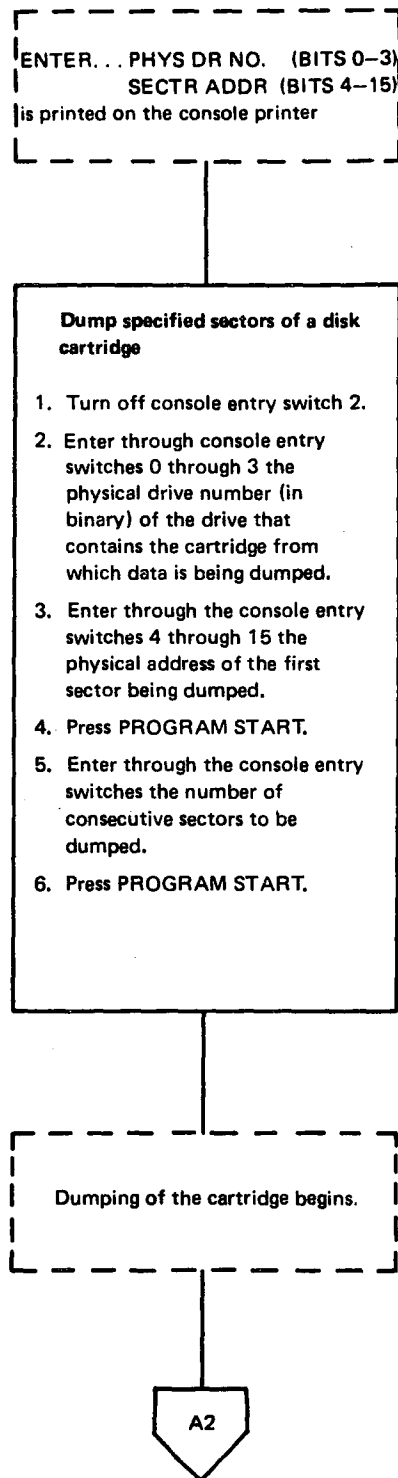 ENTER... PHYS DR NO. (BITS 0–3)
SECTR ADDR (BITS 4–15)
is printed on the console printer
Dump specified sectors of a disk
cartridge
1. Turn off console entry switch 2.
2. Enter through console entry
switches 0 through 3 the
physical drive number (in
binary) of the drive that
contains the cartridge from
which data is being dumped.
3. Enter through the console entry
switches 4 through 15 the
physical address of the first
sector being dumped.
4. Press PROGRAM START.
5. Enter through the console entry
switches the number of
consecutive sectors to be
dumped.
6. Press PROGRAM START.
Dumping of the cartridge begins.
A2